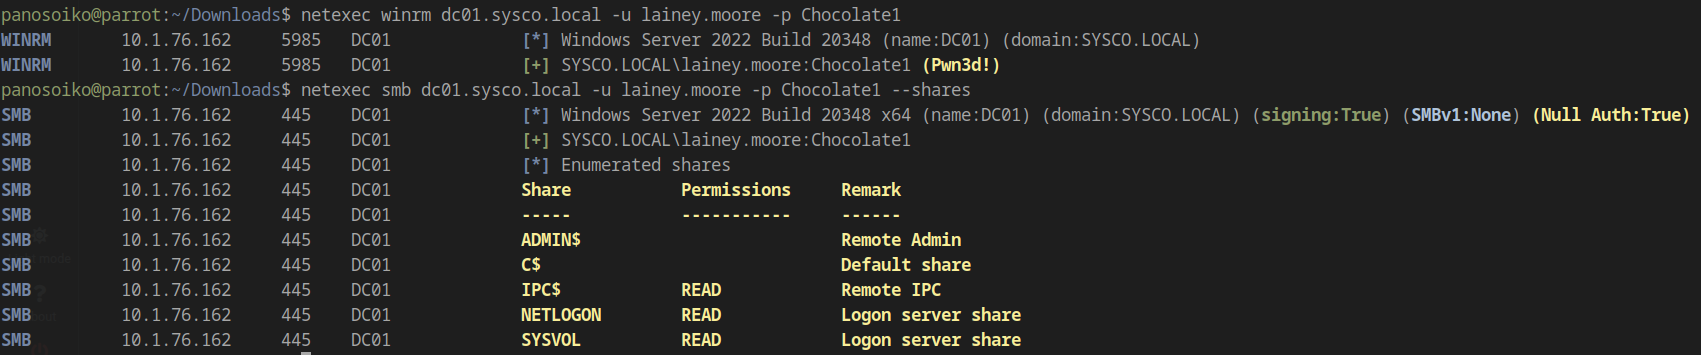 panosoiko@parrot:~/Downloads$ netexec winrm dc01.sysco.local -u lainey.moore -p Chocolate1
WINRM 10.1.76.162 5985 DC01 [*] Windows Server 2022 Build 20348 (name:DC01) (domain:SYSCO.LOCAL)
WINRM 10.1.76.162 5985 DC01 [+] SYSCO.LOCAL\lainey.moore:Chocolate1 (Pwn3d!)
panosoiko@parrot:~/Downloads$ netexec smb dc01.sysco.local -u lainey.moore -p Chocolate1 --shares
SMB 10.1.76.162 445 DC01 [*] Windows Server 2022 Build 20348 x64 (name:DC01) (domain:SYSCO.LOCAL) (signing:True) (SMBv1:None) (Null Auth:True)
SMB 10.1.76.162 445 DC01 [+] SYSCO.LOCAL\lainey.moore:Chocolate1
SMB 10.1.76.162 445 DC01 [*] Enumerated shares
SMB 10.1.76.162 445 DC01 Share Permissions Remark
SMB 10.1.76.162 445 DC01 ----- ----------- ------
SMB 10.1.76.162 445 DC01 ADMIN$ Remote Admin
SMB 10.1.76.162 445 DC01 C$ Default share
SMB 10.1.76.162 445 DC01 IPC$ READ Remote IPC
SMB 10.1.76.162 445 DC01 NETLOGON READ Logon server share
SMB 10.1.76.162 445 DC01 SYSVOL READ Logon server share